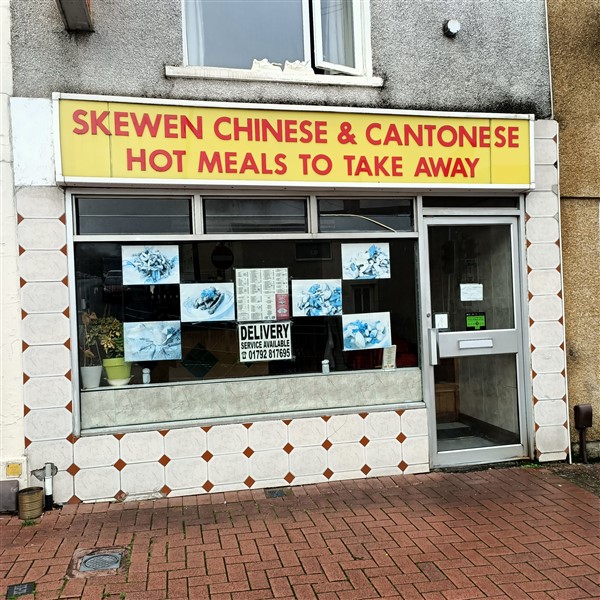 SKEWEN CHINESE & CANTONESE
HOT MEALS TO TAKE AWAY
DELIVERY
SERVICE AVAILABLE
☎ 01792 817695